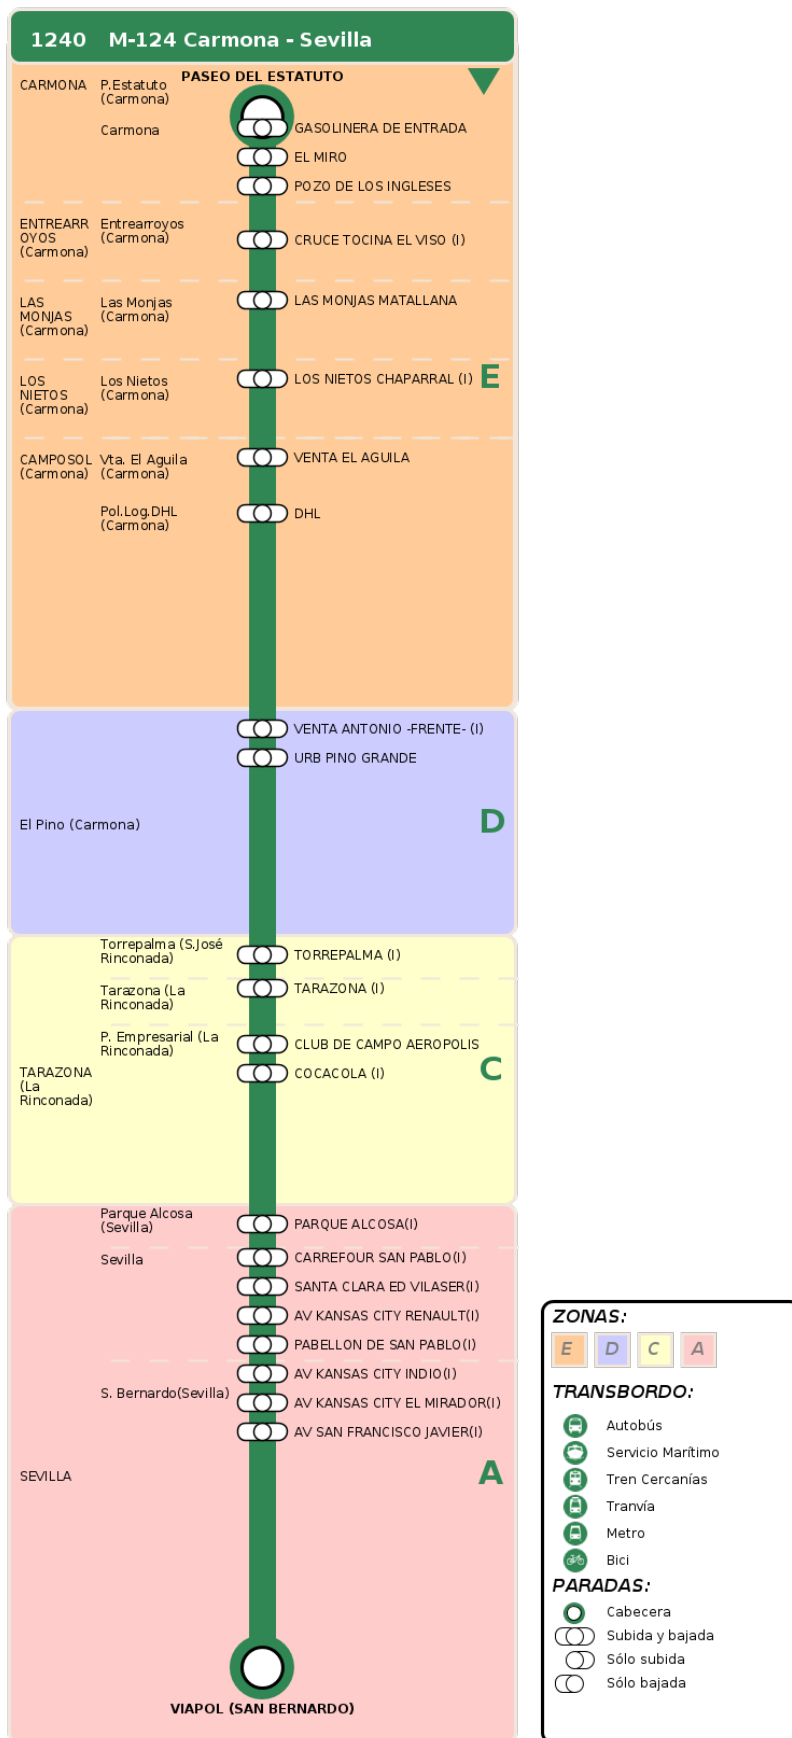 1240 M-124 Carmona - Sevilla
PASEO DEL ESTATUTO
CARMONA
P.Estatuto
(Carmona)
Carmona
GASOLINERA DE ENTRADA
EL MIRO
POZO DE LOS INGLESES
ENTREARR
OYOS
(Carmona)
Entrearroyos
(Carmona)
CRUCE TOCINA EL VISO (I)
LAS
MONJAS
(Carmona)
Las Monjas
(Carmona)
LAS MONJAS MATALLANA
LOS
NIETOS
(Carmona)
Los Nietos
(Carmona)
LOS NIETOS CHAPARRAL (I)
E
CAMPOSOL
(Carmona)
Vta. El Aguila
(Carmona)
VENTA EL AGUILA
Pol.Log.DHL
(Carmona)
DHL
VENTA ANTONIO -FRENTE- (I)
URB PINO GRANDE
El Pino (Carmona)
D
Torrepalma (S.José
Rinconada)
TORREPALMA (I)
Tarazona (La
Rinconada)
TARAZONA (I)
P. Empresarial (La
Rinconada)
CLUB DE CAMPO AEROPOLIS
TARAZONA
(La
Rinconada)
COCACOLA (I)
C
Parque Alcosa
(Sevilla)
PARQUE ALCOSA(I)
Sevilla
CARREFOUR SAN PABLO(I)
SANTA CLARA ED VILASER(I)
AV KANSAS CITY RENAULT(I)
PABELLON DE SAN PABLO(I)
AV KANSAS CITY INDIO(I)
S. Bernardo(Sevilla)
AV KANSAS CITY EL MIRADOR(I)
AV SAN FRANCISCO JAVIER(I)
SEVILLA
A
VIAPOL (SAN BERNARDO)
ZONAS:
E D C A
TRANSBORDO:
Autobús
Servicio Marítimo
Tren Cercanías
Tranvía
Metro
Bici
PARADAS:
Cabecera
Subida y bajada
Sólo subida
Sólo bajada